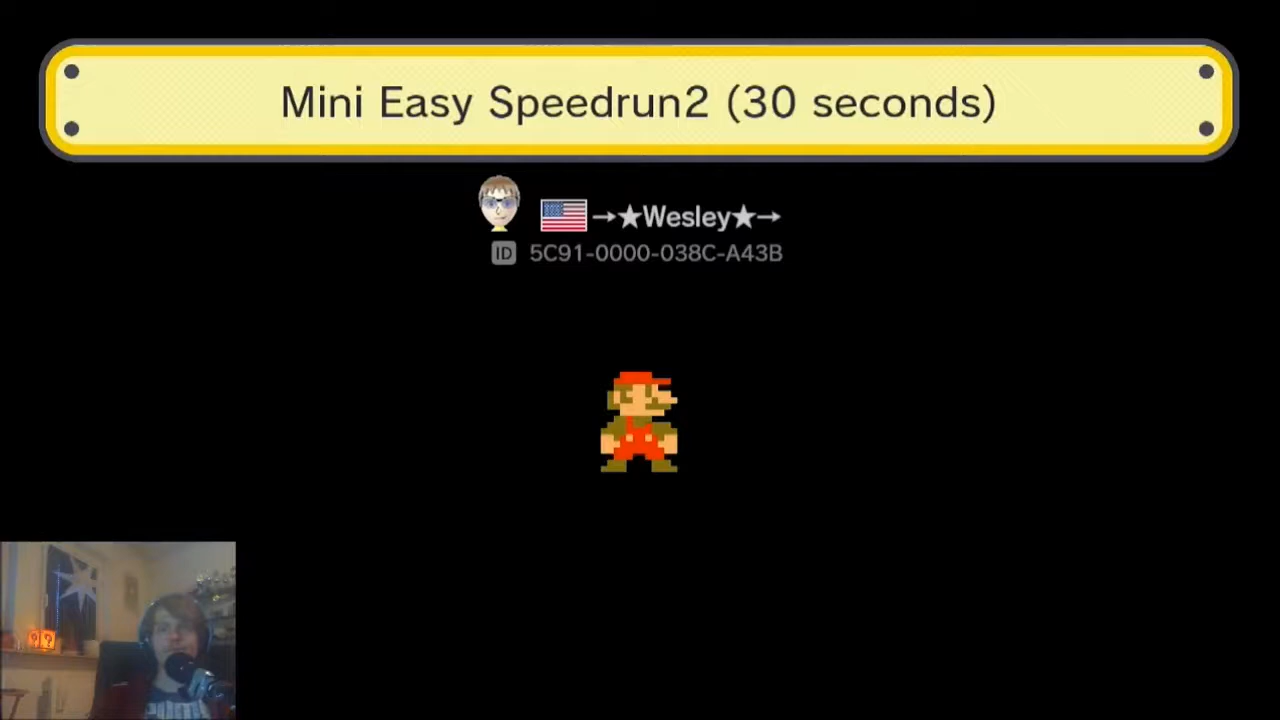 Mini Easy Speedrun2 (30 seconds)
→★Wesley★→
ID 5C91-0000-038C-A43B
? ?